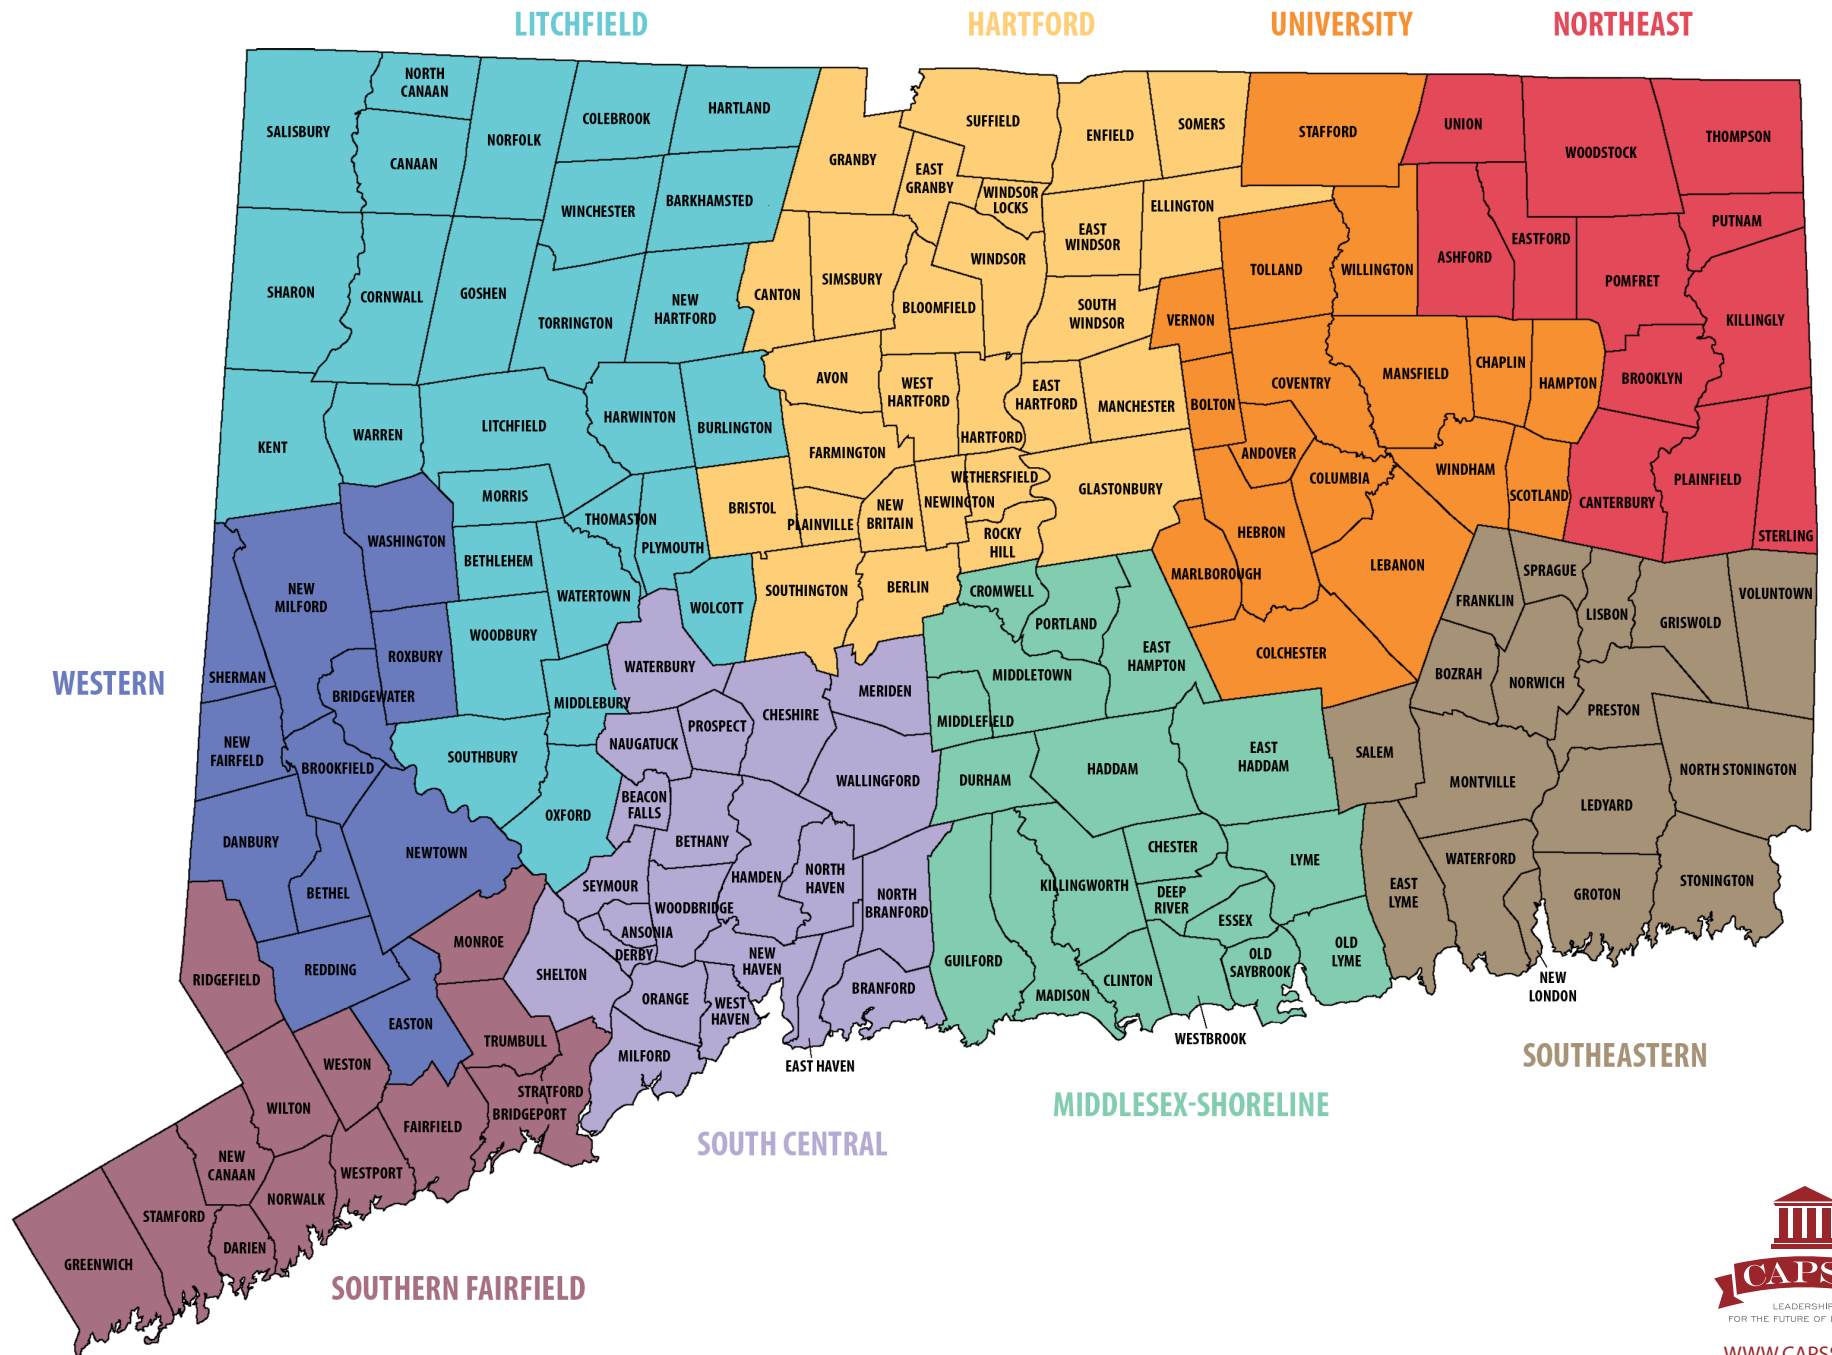 LITCHFIELD
HARTFORD
UNIVERSITY
NORTHEAST
NORTH
CANAAN
SALISBURY
CANAAN
NORFOLK
COLEBROOK
HARTLAND
WINCHESTER
BARKHAMSTED
SHARON
CORNWALL
GOSHEN
TORRINGTON
NEW
HARTFORD
KENT
WARREN
LITCHFIELD
HARWINTON
BURLINGTON
MORRIS
THOMASTON
PLYMOUTH
BETHLEHEM
WATERTOWN
WOLCOTT
WOODBURY
MIDDLEBURY
SOUTHBURY
OXFORD
GRANBY
SUFFIELD
ENFIELD
SOMERS
EAST
GRANBY
WINDSOR
LOCKS
ELLINGTON
EAST
WINDSOR
WINDSOR
CANTON
SIMSBURY
BLOOMFIELD
SOUTH
WINDSOR
AVON
WEST
HARTFORD
EAST
HARTFORD
MANCHESTER
HARTFORD
FARMINGTON
WETHERSFIELD
NEWINGTON
GLASTONBURY
BRISTOL
PLAINVILLE
NEW
BRITAIN
ROCKY
HILL
SOUTHINGTON
BERLIN
STAFFORD
TOLLAND
WILLINGTON
VERNON
COVENTRY
MANSFIELD
CHAPLIN
HAMPTON
BOLTON
ANDOVER
COLUMBIA
WINDHAM
SCOTLAND
HEBRON
MARLBOROUGH
LEBANON
COLCHESTER
UNION
WOODSTOCK
THOMPSON
PUTNAM
ASHFORD
EASTFORD
POMFRET
KILLINGLY
BROOKLYN
CANTERBURY
PLAINFIELD
STERLING
WESTERN
WASHINGTON
NEW
MILFORD
SHERMAN
ROXBURY
BRIDGEWATER
NEW
FAIRFELD
BROOKFIELD
DANBURY
NEWTOWN
BETHEL
REDDING
EASTON
WATERBURY
PROSPECT
CHESHIRE
MERIDEN
NAUGATUCK
WALLINGFORD
BEACON
FALLS
BETHANY
SEYMOUR
HAMDEN
NORTH
HAVEN
NORTH
BRANFORD
WOODBRIDGE
ANSONIA
DERBY
SHELTON
NEW
HAVEN
ORANGE
WEST
HAVEN
BRANFORD
MILFORD
EAST HAVEN
SOUTH CENTRAL
CROMWELL
PORTLAND
EAST
HAMPTON
MIDDLETOWN
MIDDLEFIELD
DURHAM
HADDAM
EAST
HADDAM
CHESTER
LYME
KILLINGWORTH
DEEP
RIVER
ESSEX
GUILFORD
MADISON
CLINTON
OLD
SAYBROOK
OLD
LYME
WESTBROOK
MIDDLESEX-SHORELINE
SPRAGUE
FRANKLIN
LISBON
GRISWOLD
VOLUNTOWN
BOZRAH
NORWICH
PRESTON
SALEM
MONTVILLE
NORTH STONINGTON
LEDYARD
WATERFORD
EAST
LYME
GROTON
STONINGTON
NEW
LONDON
SOUTHEASTERN
MONROE
RIDGEFIELD
TRUMBULL
WESTON
STRATFORD
BRIDGEPORT
WILTON
FAIRFIELD
NEW
CANAAN
WESTPORT
NORWALK
STAMFORD
DARIEN
GREENWICH
SOUTHERN FAIRFIELD
CAPS
LEADERSHIP
FOR THE FUTURE OF